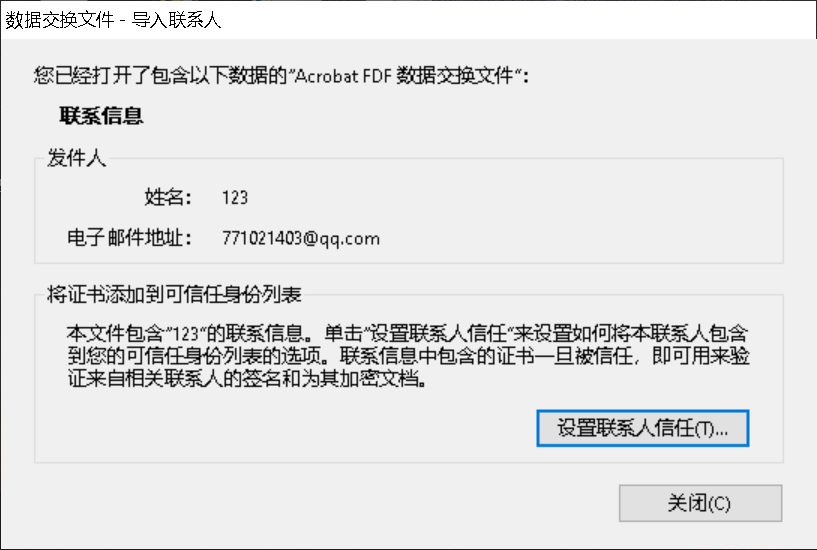 数据交换文件 - 导入联系人
您已经打开了包含以下数据的"Acrobat FDF 数据交换文件":
联系信息
发件人
姓名: 123
电子邮件地址: 771021403@qq.com
将证书添加到可信任身份列表
本文件包含"123"的联系信息。单击"设置联系人信任"来设置如何将本联系人包含
到您的可信任身份列表的选项。联系信息中包含的证书一旦被信任，即可用来验
证来自相关联系人的签名和为其加密文档。
设置联系人信任(T)...
关闭(C)